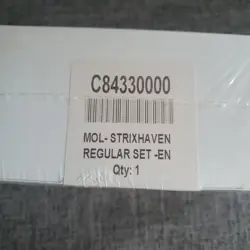 C84330000
MOL- STRIXHAVEN
REGULAR SET -EN
Qty: 1